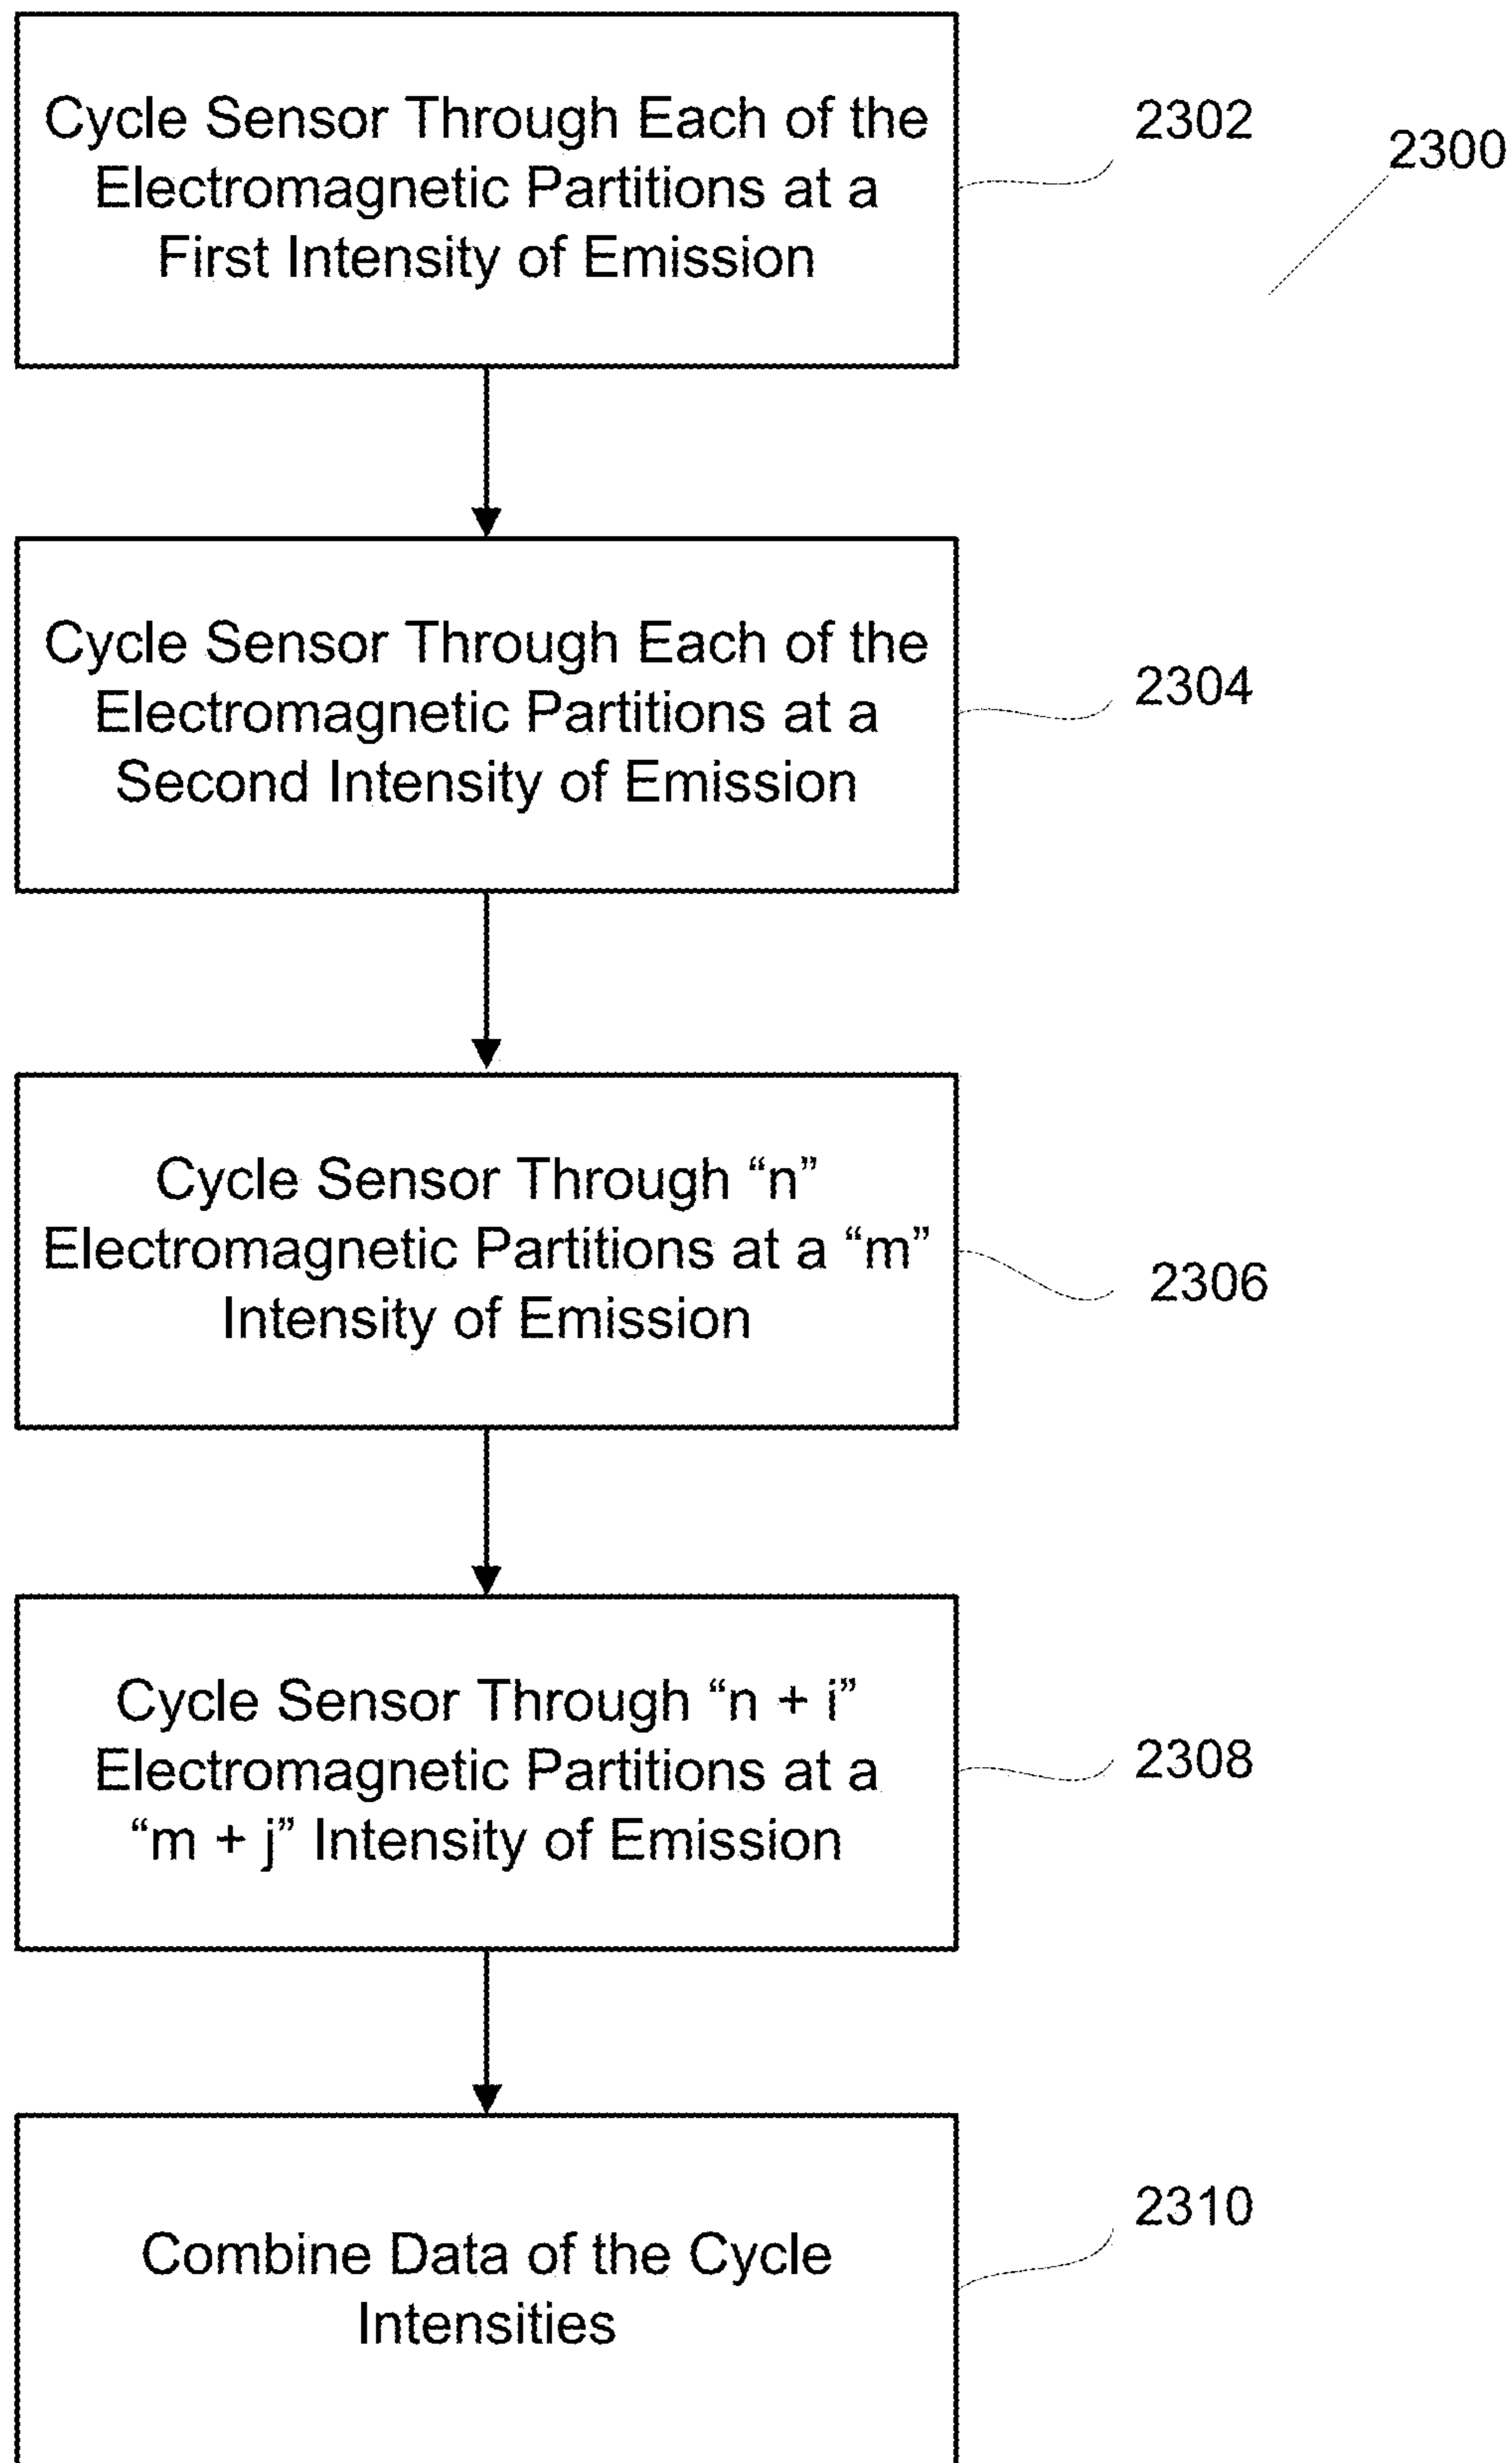 Cycle Sensor Through Each of the
Electromagnetic Partitions at a
First Intensity of Emission
2302
2300
Cycle Sensor Through Each of the
Electromagnetic Partitions at a
Second Intensity of Emission
2304
Cycle Sensor Through “n”
Electromagnetic Partitions at a “m”
Intensity of Emission
2306
Cycle Sensor Through “n + i”
Electromagnetic Partitions at a
“m + j” Intensity of Emission
2308
Combine Data of the Cycle
Intensities
2310